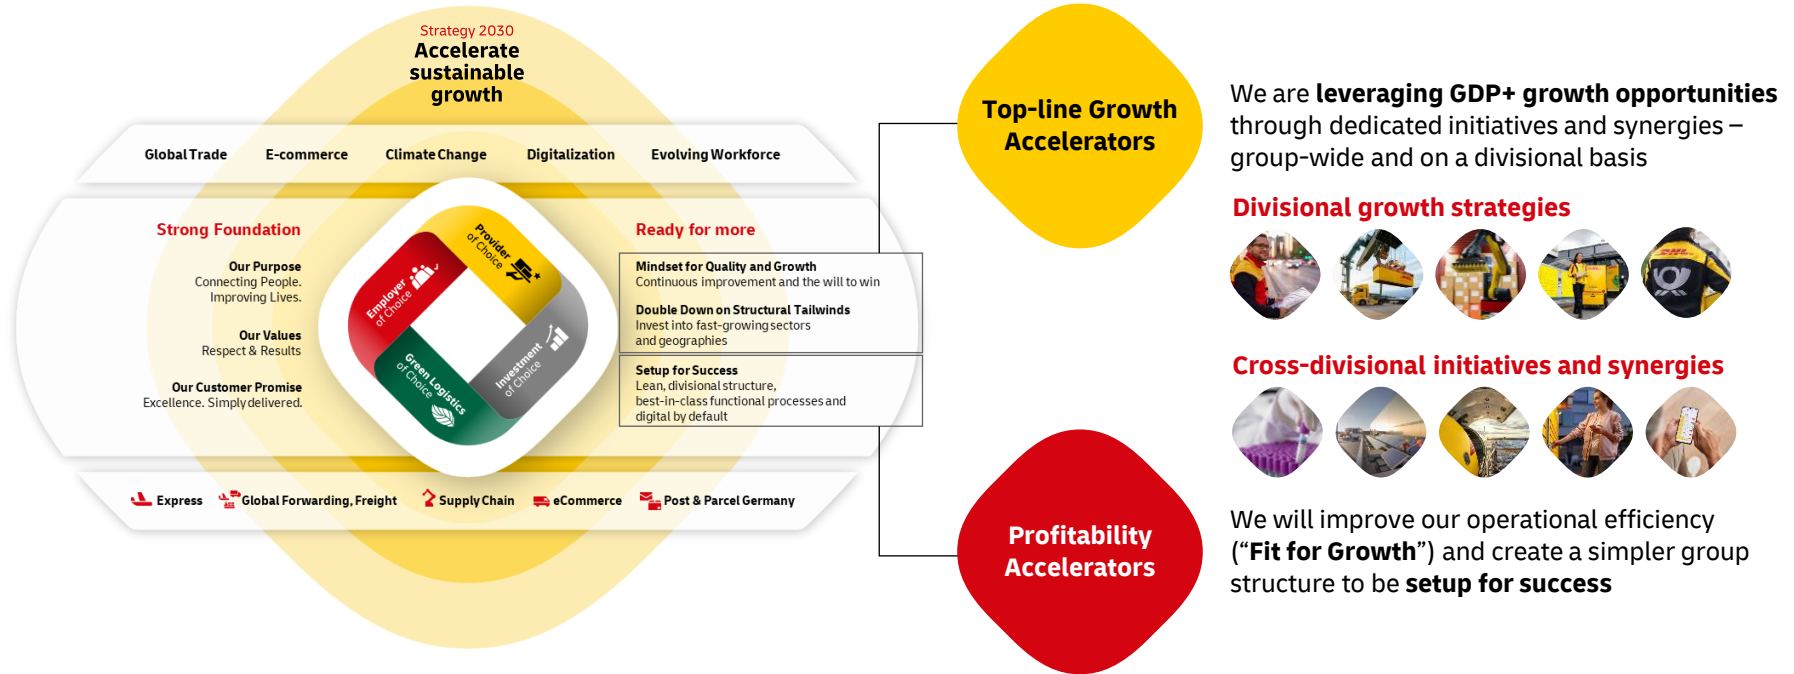 Strategy 2030
Accelerate
sustainable
growth
Global Trade
E-commerce
Climate Change
Digitalization
Evolving Workforce
Strong Foundation
Our Purpose
Connecting People.
Improving Lives.
Our Values
Respect & Results
Our Customer Promise
Excellence. Simply delivered.
Employer
of Choice
Provider
of Choice
Green Logistics
of Choice
Investment
of Choice
Ready for more
Mindset for Quality and Growth
Continuous improvement and the will to win
Double Down on Structural Tailwinds
Invest into fast-growing sectors
and geographies
Setup for Success
Lean, divisional structure,
best-in-class functional processes and
digital by default
Express
Global Forwarding, Freight
Supply Chain
eCommerce
Post & Parcel Germany
Top-line Growth
Accelerators
We are leveraging GDP+ growth opportunities
through dedicated initiatives and synergies –
group-wide and on a divisional basis
Divisional growth strategies
DHL
Cross-divisional initiatives and synergies
Profitability
Accelerators
We will improve our operational efficiency
(“Fit for Growth”) and create a simpler group
structure to be setup for success